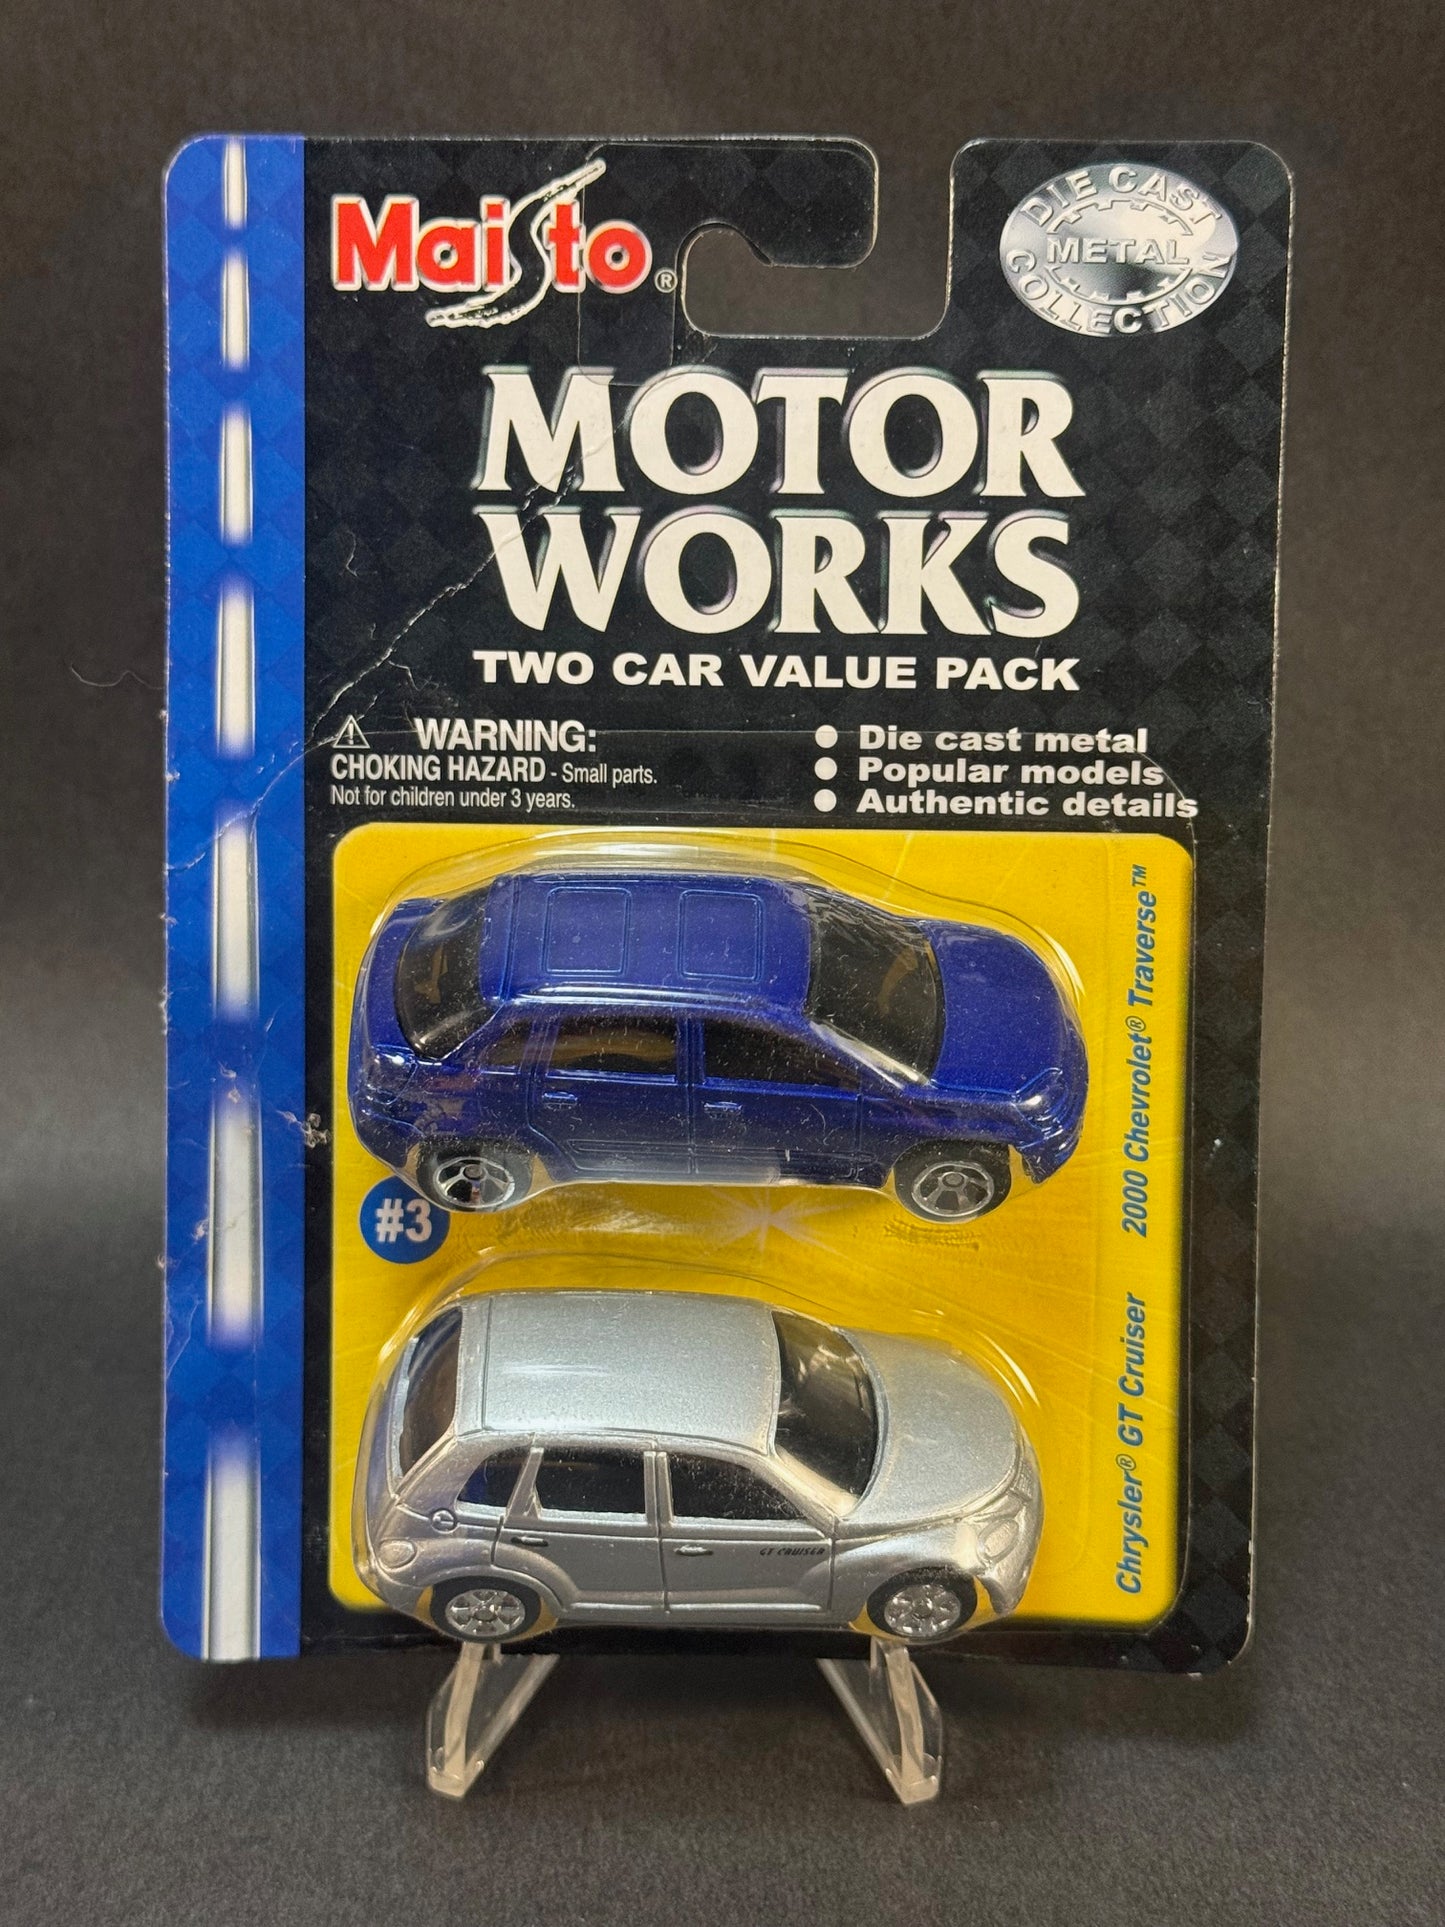 Maisto®
DIE CAST
METAL
COLLECTION
MOTOR
WORKS
TWO CAR VALUE PACK
WARNING:
CHOKING HAZARD - Small parts.
Not for children under 3 years.
● Die cast metal
● Popular models
● Authentic details
2000 Chevrolet® Traverse™
#3
Chrysler® GT Cruiser
GT CRUISER